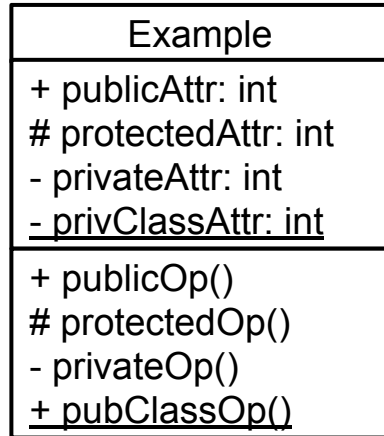 Example
+ publicAttr: int
# protectedAttr: int
- privateAttr: int
- privClassAttr: int
+ publicOp()
# protectedOp()
- privateOp()
+ pubClassOp()